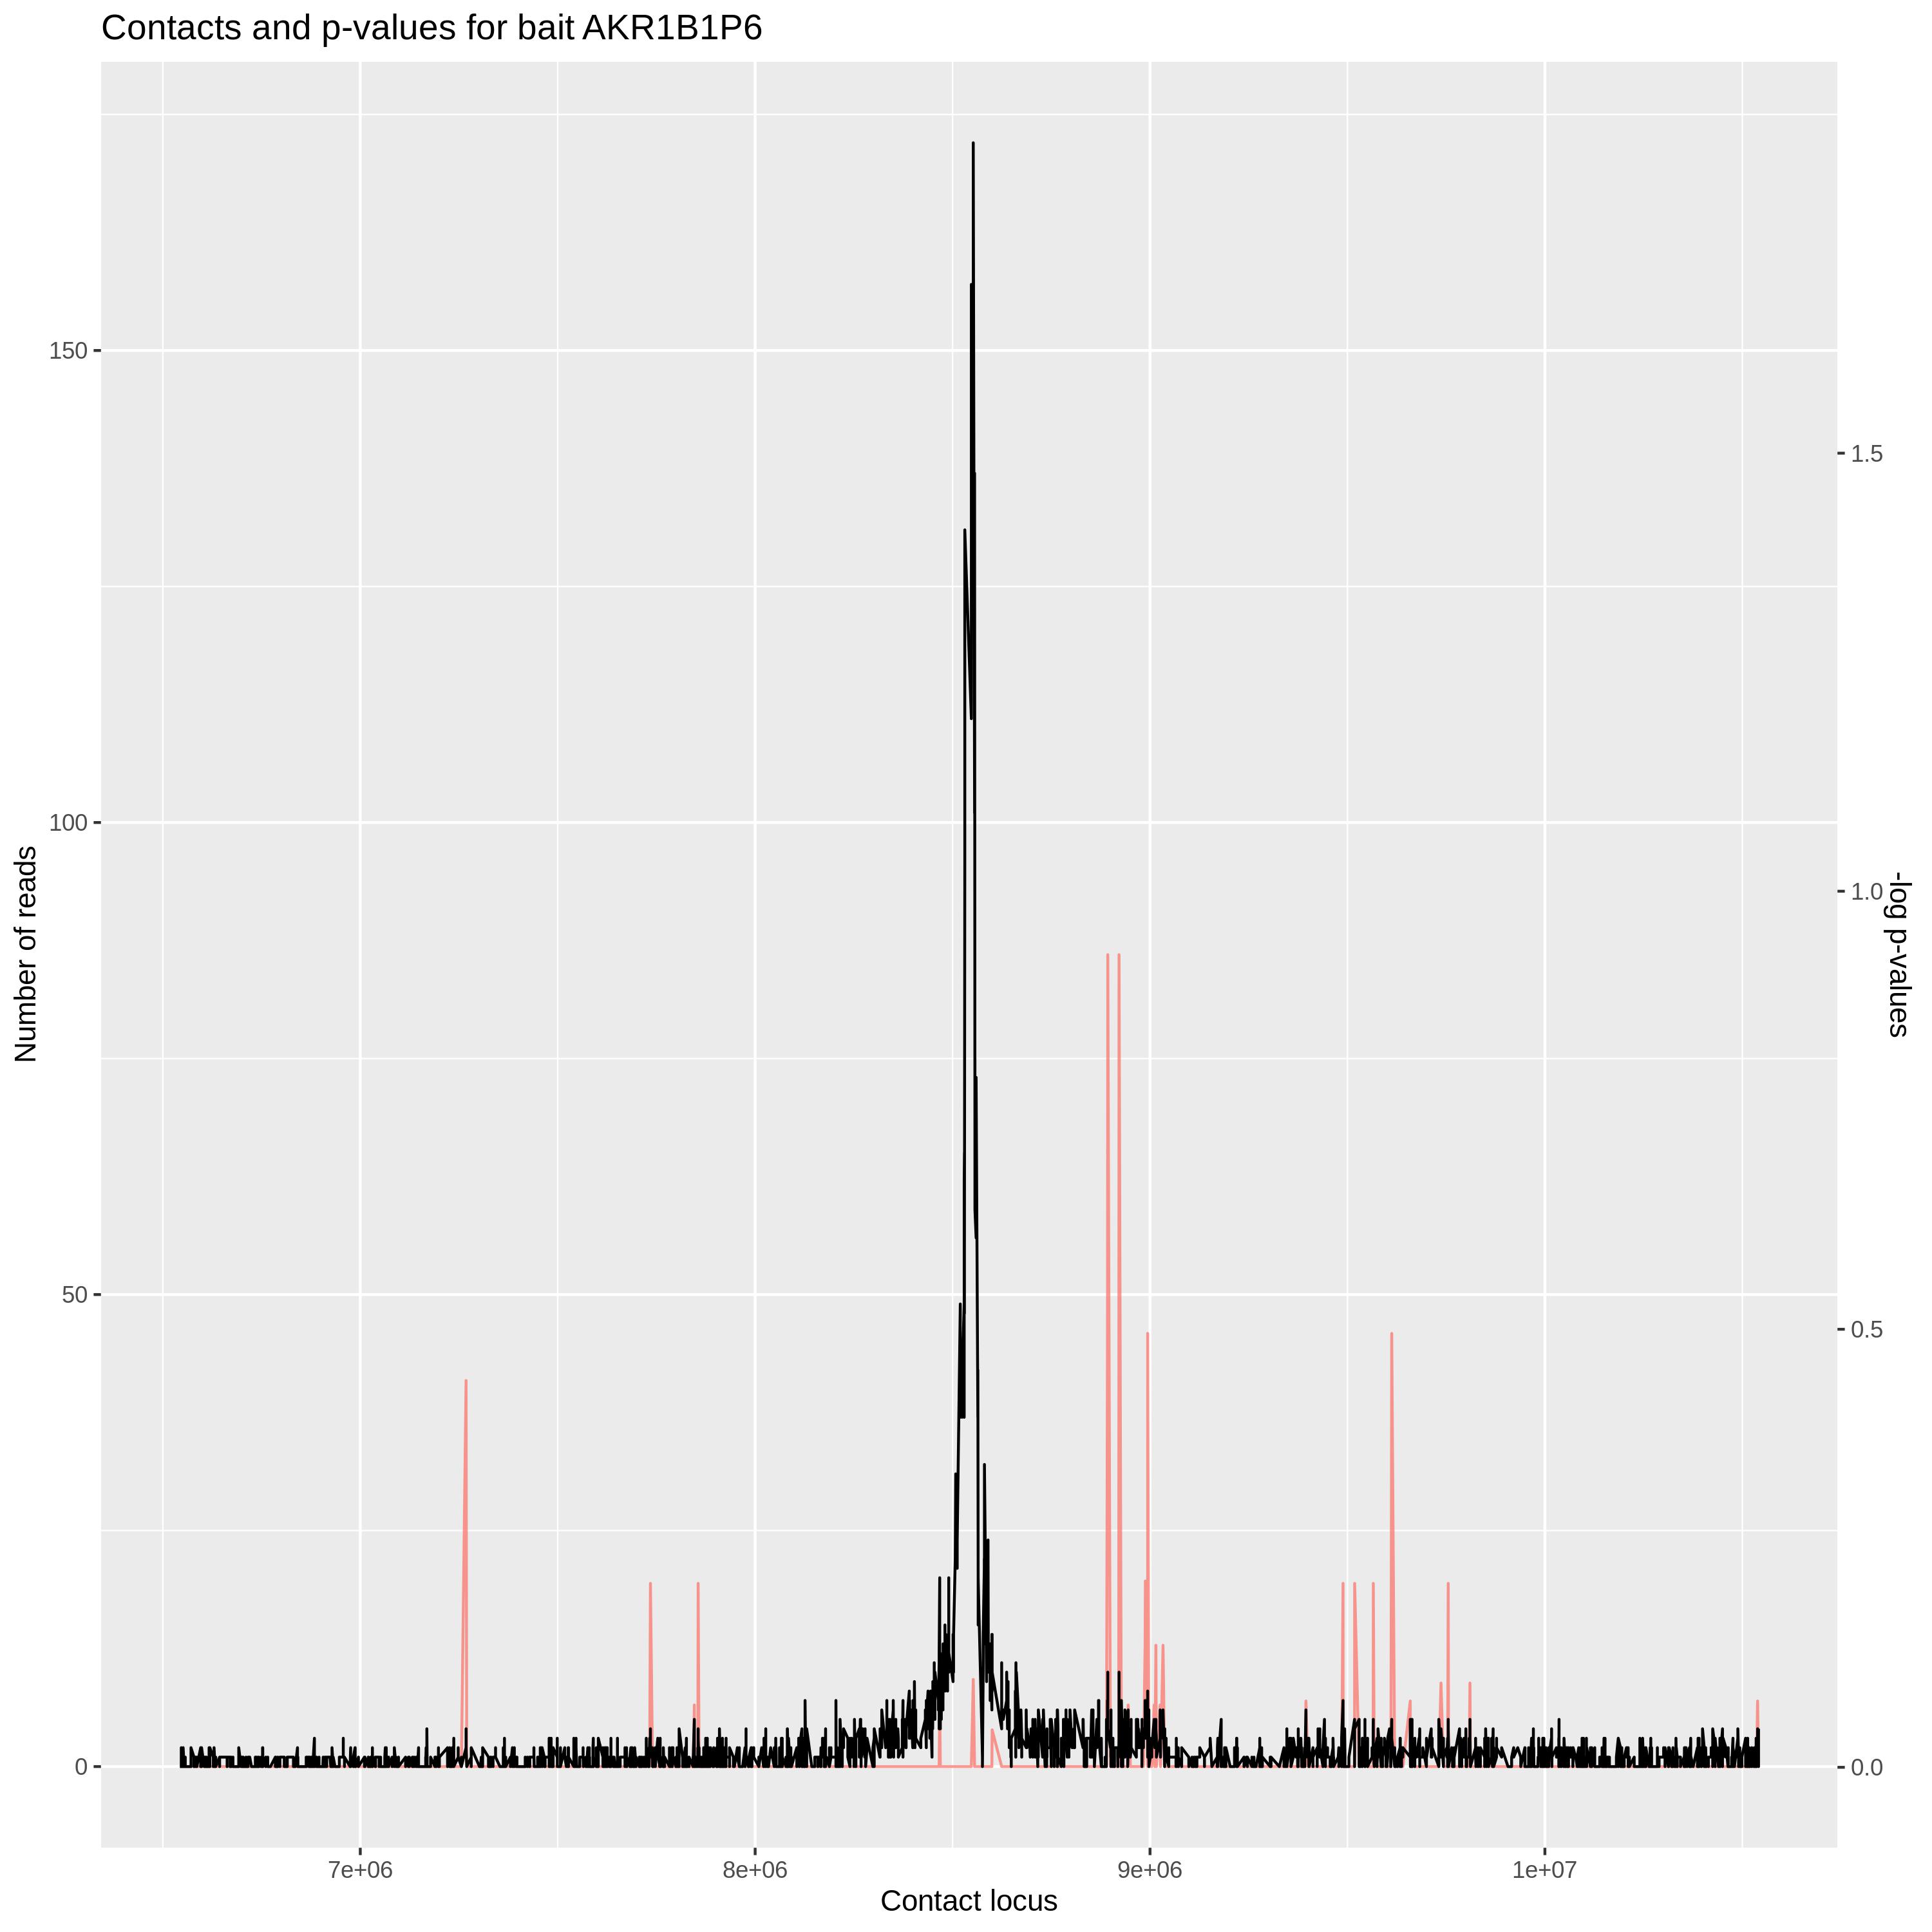 Contacts and p-values for bait AKR1B1P6
Number of reads
150
100
50
0
1.5
1.0
0.5
0.0
-log p-values
7e+06
8e+06
9e+06
1e+07
Contact locus